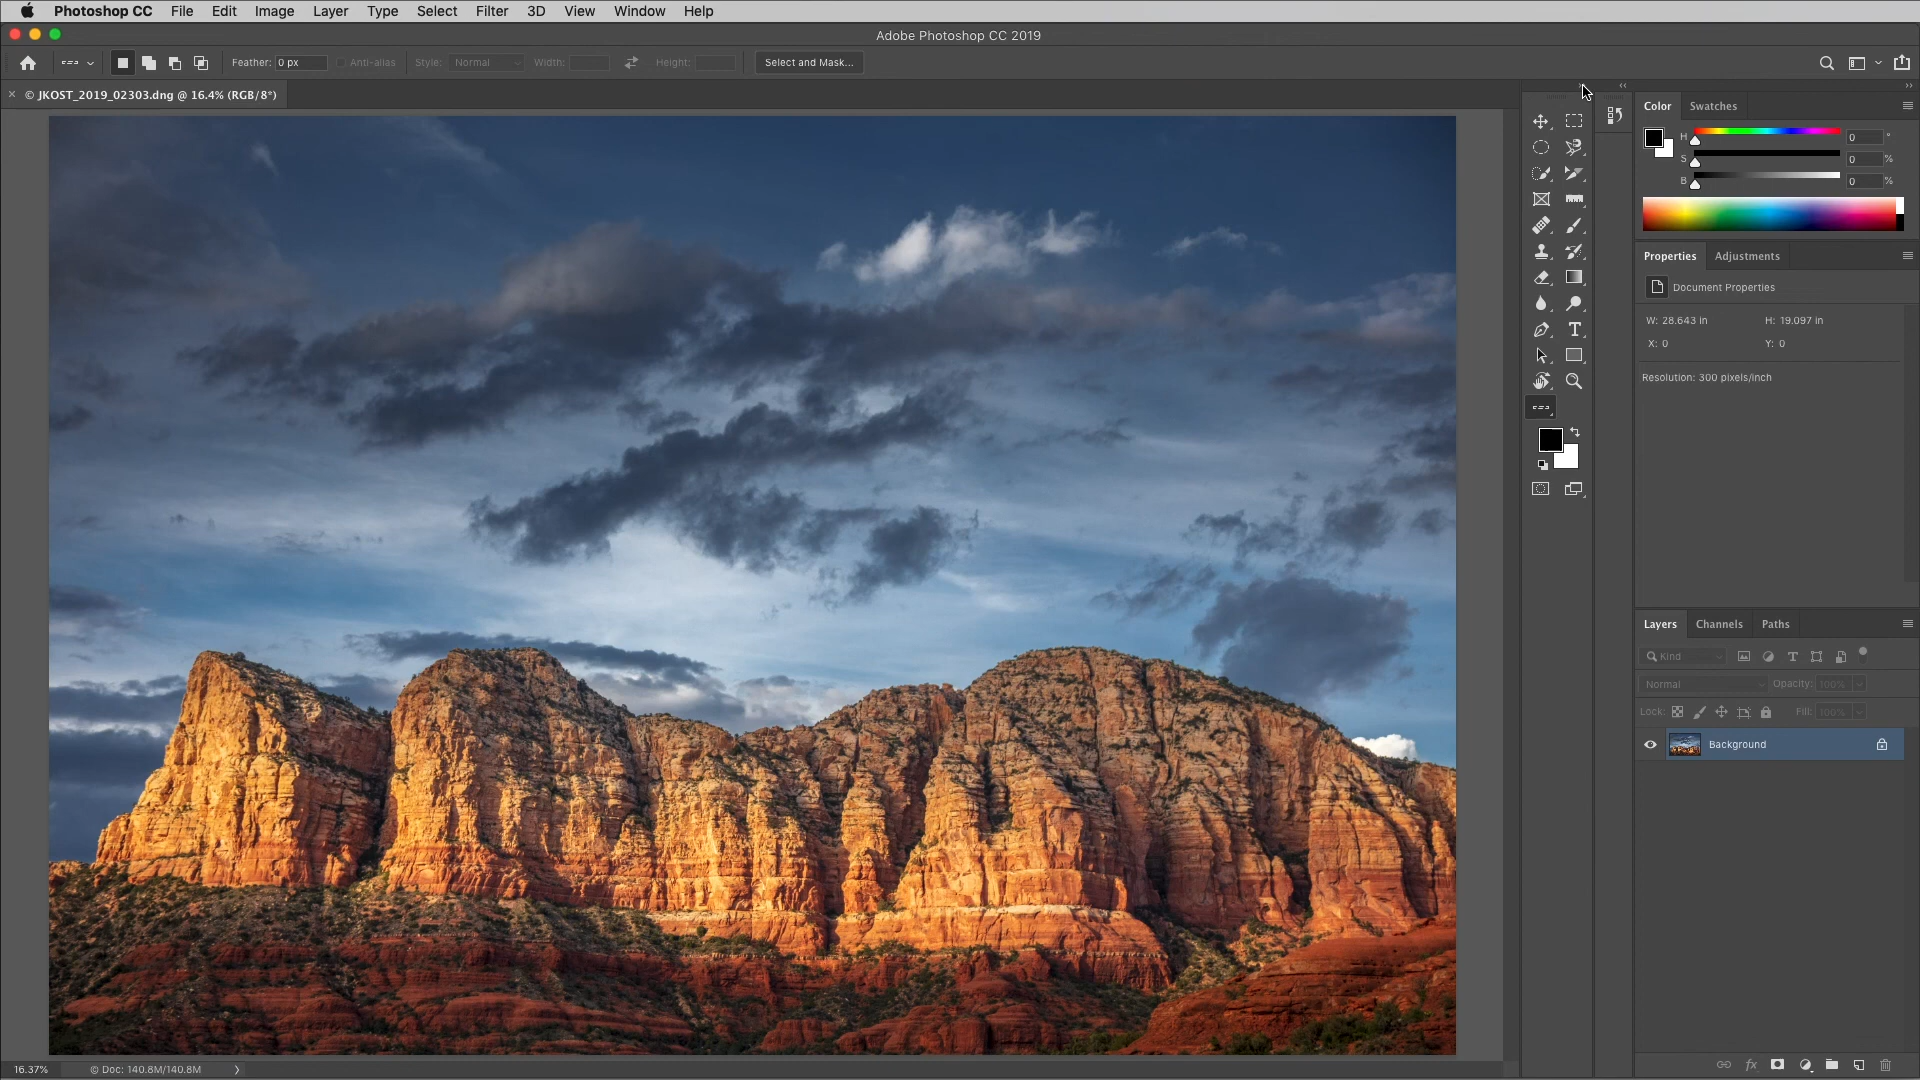 Photoshop CC File Edit Image Layer Type Select Filter 3D View Window Help
Adobe Photoshop CC 2019
Feather: 0 px Anti-alias Style: Normal Width: Height: Select and Mask...
× © JKOST_2019_02303.dng @ 16.4% (RGB/8*)
Color Swatches
H 0 °
S 0 %
B 0 %
Properties Adjustments
Document Properties
W: 28.643 in H: 19.097 in
X: 0 Y: 0
Resolution: 300 pixels/inch
Layers Channels Paths
Kind
Normal Opacity: 100%
Lock: Fill: 100%
Background
16.37% © Doc: 140.8M/140.8M